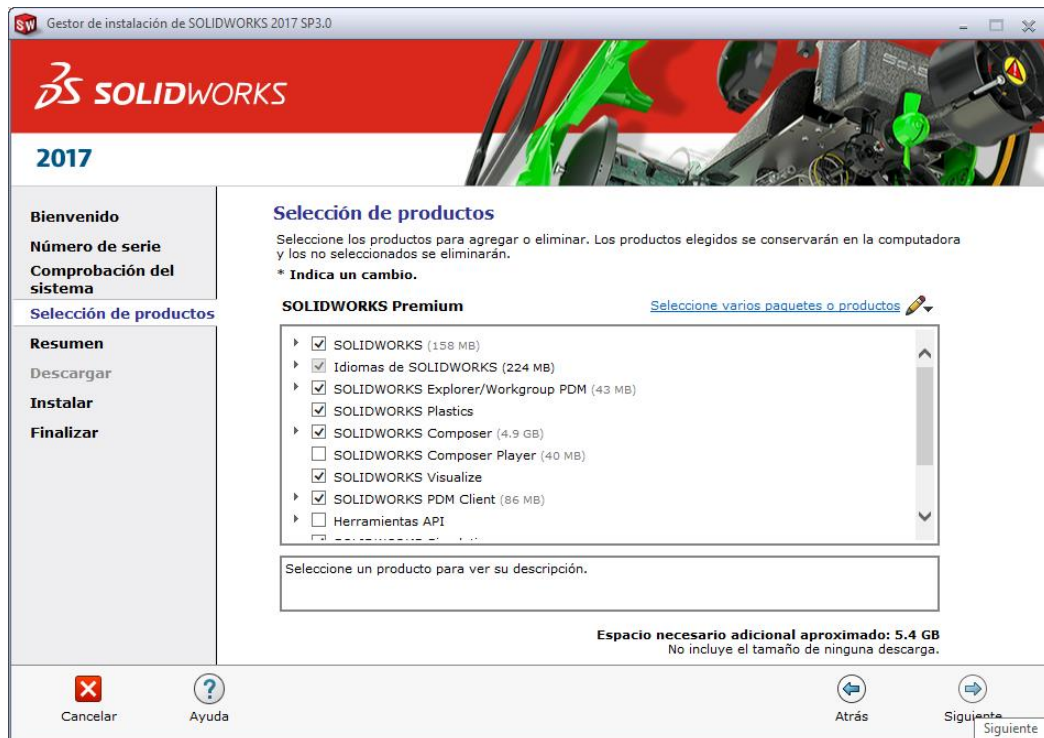 SW Gestor de instalación de SOLIDWORKS 2017 SP3.0
SOLIDWORKS
2017
Bienvenido
Número de serie
Comprobación del
sistema
Selección de productos
Resumen
Descargar
Instalar
Finalizar
Selección de productos
Seleccione los productos para agregar o eliminar. Los productos elegidos se conservarán en la computadora
y los no seleccionados se eliminarán.
* Indica un cambio.
SOLIDWORKS Premium
Seleccione varios paquetes o productos
SOLIDWORKS (158 MB)
Idiomas de SOLIDWORKS (224 MB)
SOLIDWORKS Explorer/Workgroup PDM (43 MB)
SOLIDWORKS Plastics
SOLIDWORKS Composer (4.9 GB)
SOLIDWORKS Composer Player (40 MB)
SOLIDWORKS Visualize
SOLIDWORKS PDM Client (86 MB)
Herramientas API
Seleccione un producto para ver su descripción.
Espacio necesario adicional aproximado: 5.4 GB
No incluye el tamaño de ninguna descarga.
Cancelar
Ayuda
Atrás
Siguiente
Siguiente